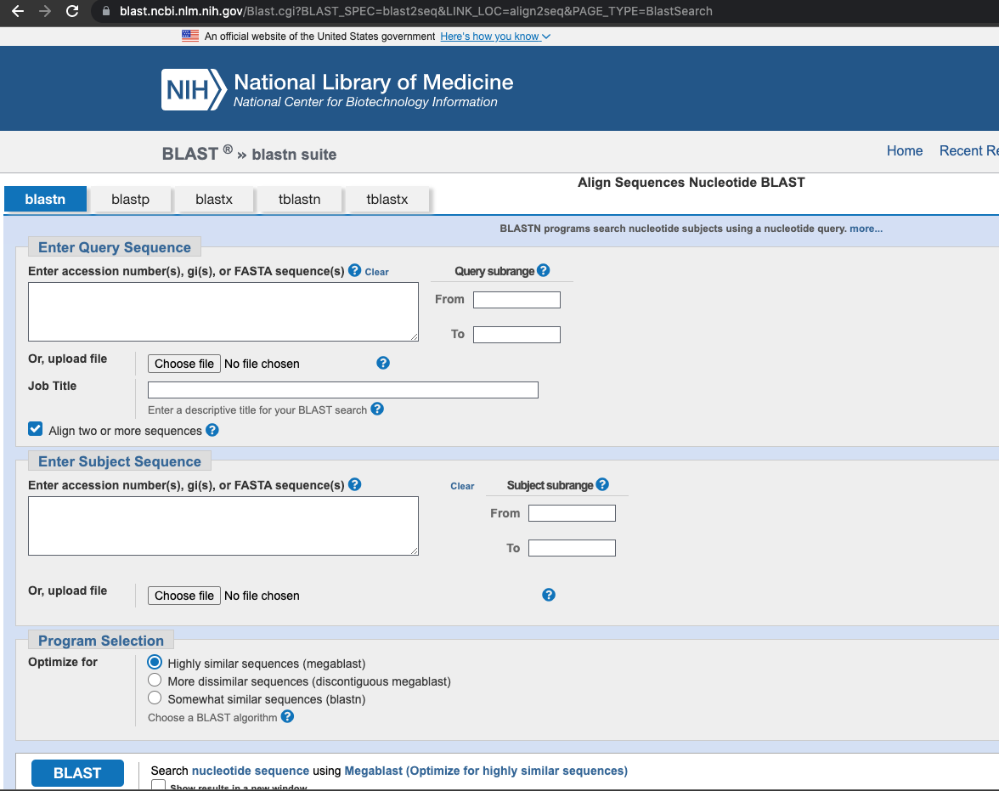 blast.ncbi.nlm.nih.gov/Blast.cgi?BLAST_SPEC=blast2seq&LINK_LOC=align2seq&PAGE_TYPE=BlastSearch
An official website of the United States government Here's how you know
NIH National Library of Medicine
National Center for Biotechnology Information
BLAST ® » blastn suite
Home Recent Re
Align Sequences Nucleotide BLAST
blastn blastp blastx tblastn tblastx
BLASTN programs search nucleotide subjects using a nucleotide query. more...
Enter Query Sequence
Enter accession number(s), gi(s), or FASTA sequence(s) ? Clear
Query subrange ?
From
To
Or, upload file Choose file No file chosen ?
Job Title
Enter a descriptive title for your BLAST search ?
Align two or more sequences ?
Enter Subject Sequence
Enter accession number(s), gi(s), or FASTA sequence(s) ? Clear
Subject subrange ?
From
To
Or, upload file Choose file No file chosen ?
Program Selection
Optimize for
Highly similar sequences (megablast)
More dissimilar sequences (discontiguous megablast)
Somewhat similar sequences (blastn)
Choose a BLAST algorithm ?
BLAST
Search nucleotide sequence using Megablast (Optimize for highly similar sequences)
Show results in a new window